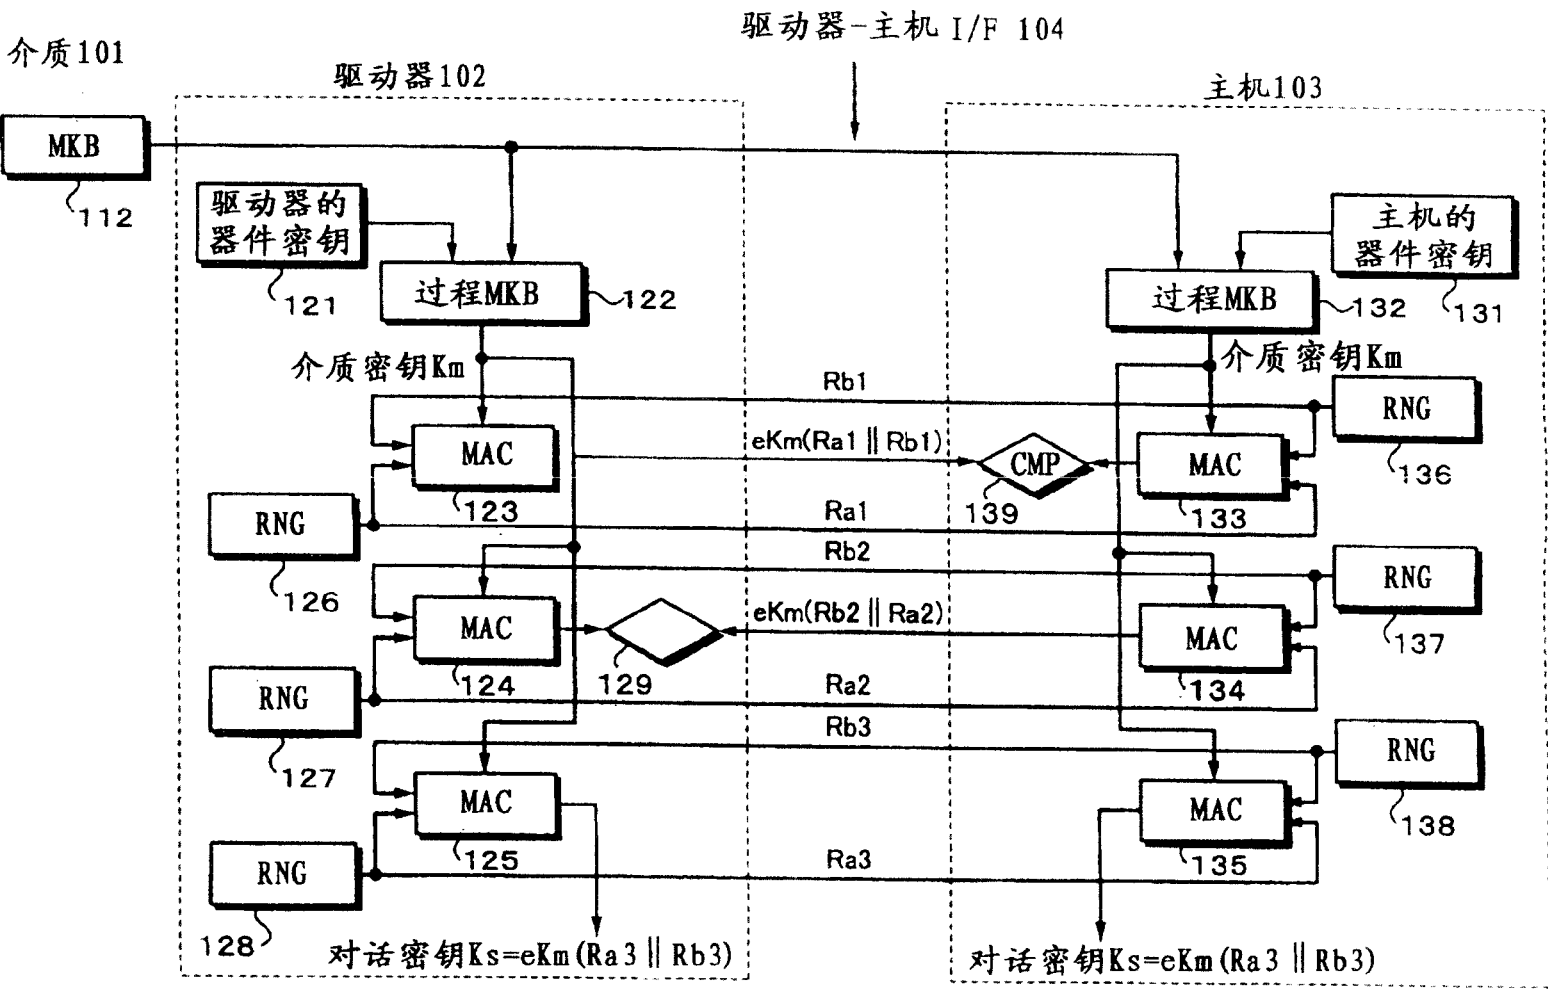 驱动器-主机 I/F 104
介质101
驱动器102
主机103
MKB
112
驱动器的
器件密钥
121
主机的
器件密钥
131
过程MKB
122
过程MKB
132
介质密钥Km
介质密钥Km
Rb1
RNG
136
MAC
123
eKm(Ra1‖Rb1)
CMP
139
MAC
133
RNG
126
Ra1
Rb2
RNG
137
MAC
124
129
eKm(Rb2‖Ra2)
MAC
134
RNG
127
Ra2
Rb3
RNG
138
MAC
125
MAC
135
RNG
128
Ra3
对话密钥Ks=eKm(Ra3‖Rb3)
对话密钥Ks=eKm(Ra3‖Rb3)